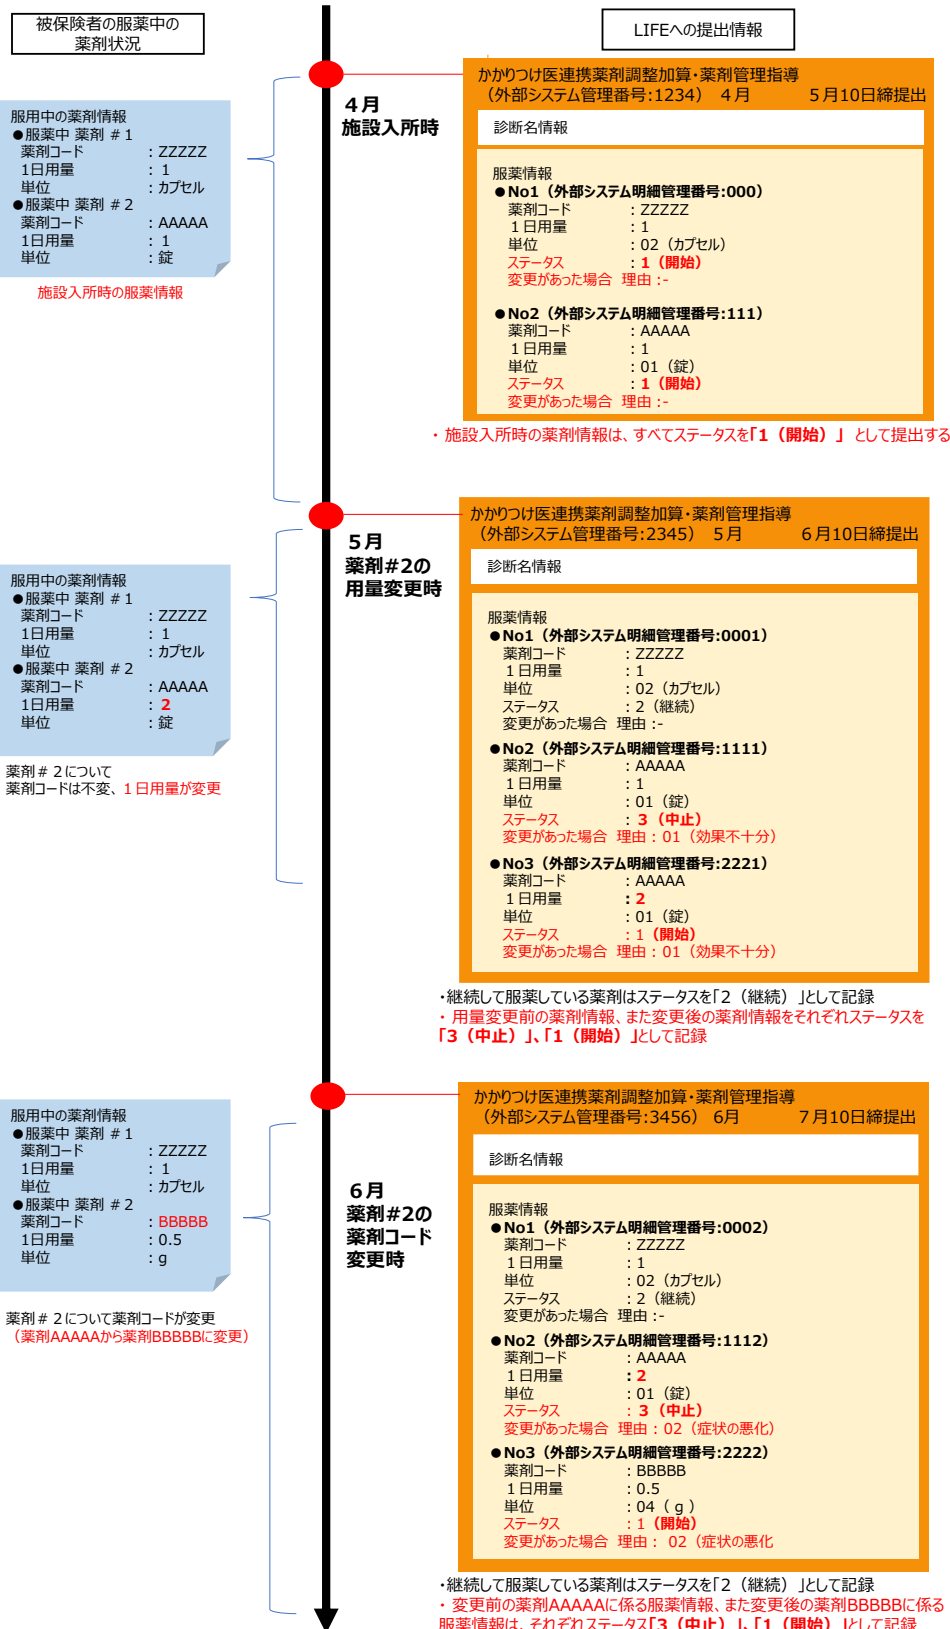 被保険者の服薬中の
薬剤状況
LIFEへの提出情報
4月
施設入所時
服用中の薬剤情報
●服薬中 薬剤 #1
薬剤コード :ZZZZZ
1日用量 :1
単位 :カプセル
●服薬中 薬剤 #2
薬剤コード :AAAAA
1日用量 :1
単位 :錠
施設入所時の服薬情報
かかりつけ医連携薬剤調整加算・薬剤管理指導
(外部システム管理番号:1234) 4月 5月10日締提出
診断名情報
服薬情報
●No1(外部システム明細管理番号:000)
薬剤コード :ZZZZZ
1日用量 :1
単位 :02(カプセル)
ステータス :1(開始)
変更があった場合 理由:-
●No2(外部システム明細管理番号:111)
薬剤コード :AAAAA
1日用量 :1
単位 :01(錠)
ステータス :1(開始)
変更があった場合 理由:-
・施設入所時の薬剤情報は、すべてステータスを「1(開始)」として提出する
5月
薬剤#2の
用量変更時
服用中の薬剤情報
●服薬中 薬剤 #1
薬剤コード :ZZZZZ
1日用量 :1
単位 :カプセル
●服薬中 薬剤 #2
薬剤コード :AAAAA
1日用量 :2
単位 :錠
薬剤#2について
薬剤コードは不変、1日用量が変更
かかりつけ医連携薬剤調整加算・薬剤管理指導
(外部システム管理番号:2345) 5月 6月10日締提出
診断名情報
服薬情報
●No1(外部システム明細管理番号:0001)
薬剤コード :ZZZZZ
1日用量 :1
単位 :02(カプセル)
ステータス :2(継続)
変更があった場合 理由:-
●No2(外部システム明細管理番号:1111)
薬剤コード :AAAAA
1日用量 :1
単位 :01(錠)
ステータス :3(中止)
変更があった場合 理由:01(効果不十分)
●No3(外部システム明細管理番号:2221)
薬剤コード :AAAAA
1日用量 :2
単位 :01(錠)
ステータス :1(開始)
変更があった場合 理由:01(効果不十分)
・継続して服薬している薬剤はステータスを「2(継続)」として記録
・用量変更前の薬剤情報、また変更後の薬剤情報をそれぞれステータスを
「3(中止)」、「1(開始)」として記録
6月
薬剤#2の
薬剤コード
変更時
服用中の薬剤情報
●服薬中 薬剤 #1
薬剤コード :ZZZZZ
1日用量 :1
単位 :カプセル
●服薬中 薬剤 #2
薬剤コード :BBBBB
1日用量 :0.5
単位 :g
薬剤#2について薬剤コードが変更
(薬剤AAAAAから薬剤BBBBBに変更)
かかりつけ医連携薬剤調整加算・薬剤管理指導
(外部システム管理番号:3456) 6月 7月10日締提出
診断名情報
服薬情報
●No1(外部システム明細管理番号:0002)
薬剤コード :ZZZZZ
1日用量 :1
単位 :02(カプセル)
ステータス :2(継続)
変更があった場合 理由:-
●No2(外部システム明細管理番号:1112)
薬剤コード :AAAAA
1日用量 :2
単位 :01(錠)
ステータス :3(中止)
変更があった場合 理由:02(症状の悪化)
●No3(外部システム明細管理番号:2222)
薬剤コード :BBBBB
1日用量 :0.5
単位 :04(g)
ステータス :1(開始)
変更があった場合 理由: 02(症状の悪化
・継続して服薬している薬剤はステータスを「2(継続)」として記録
・変更前の薬剤AAAAAに係る服薬情報、また変更後の薬剤BBBBBに係る
服薬情報は、それぞれステータス「3(中止)」、「1(開始)」として記録